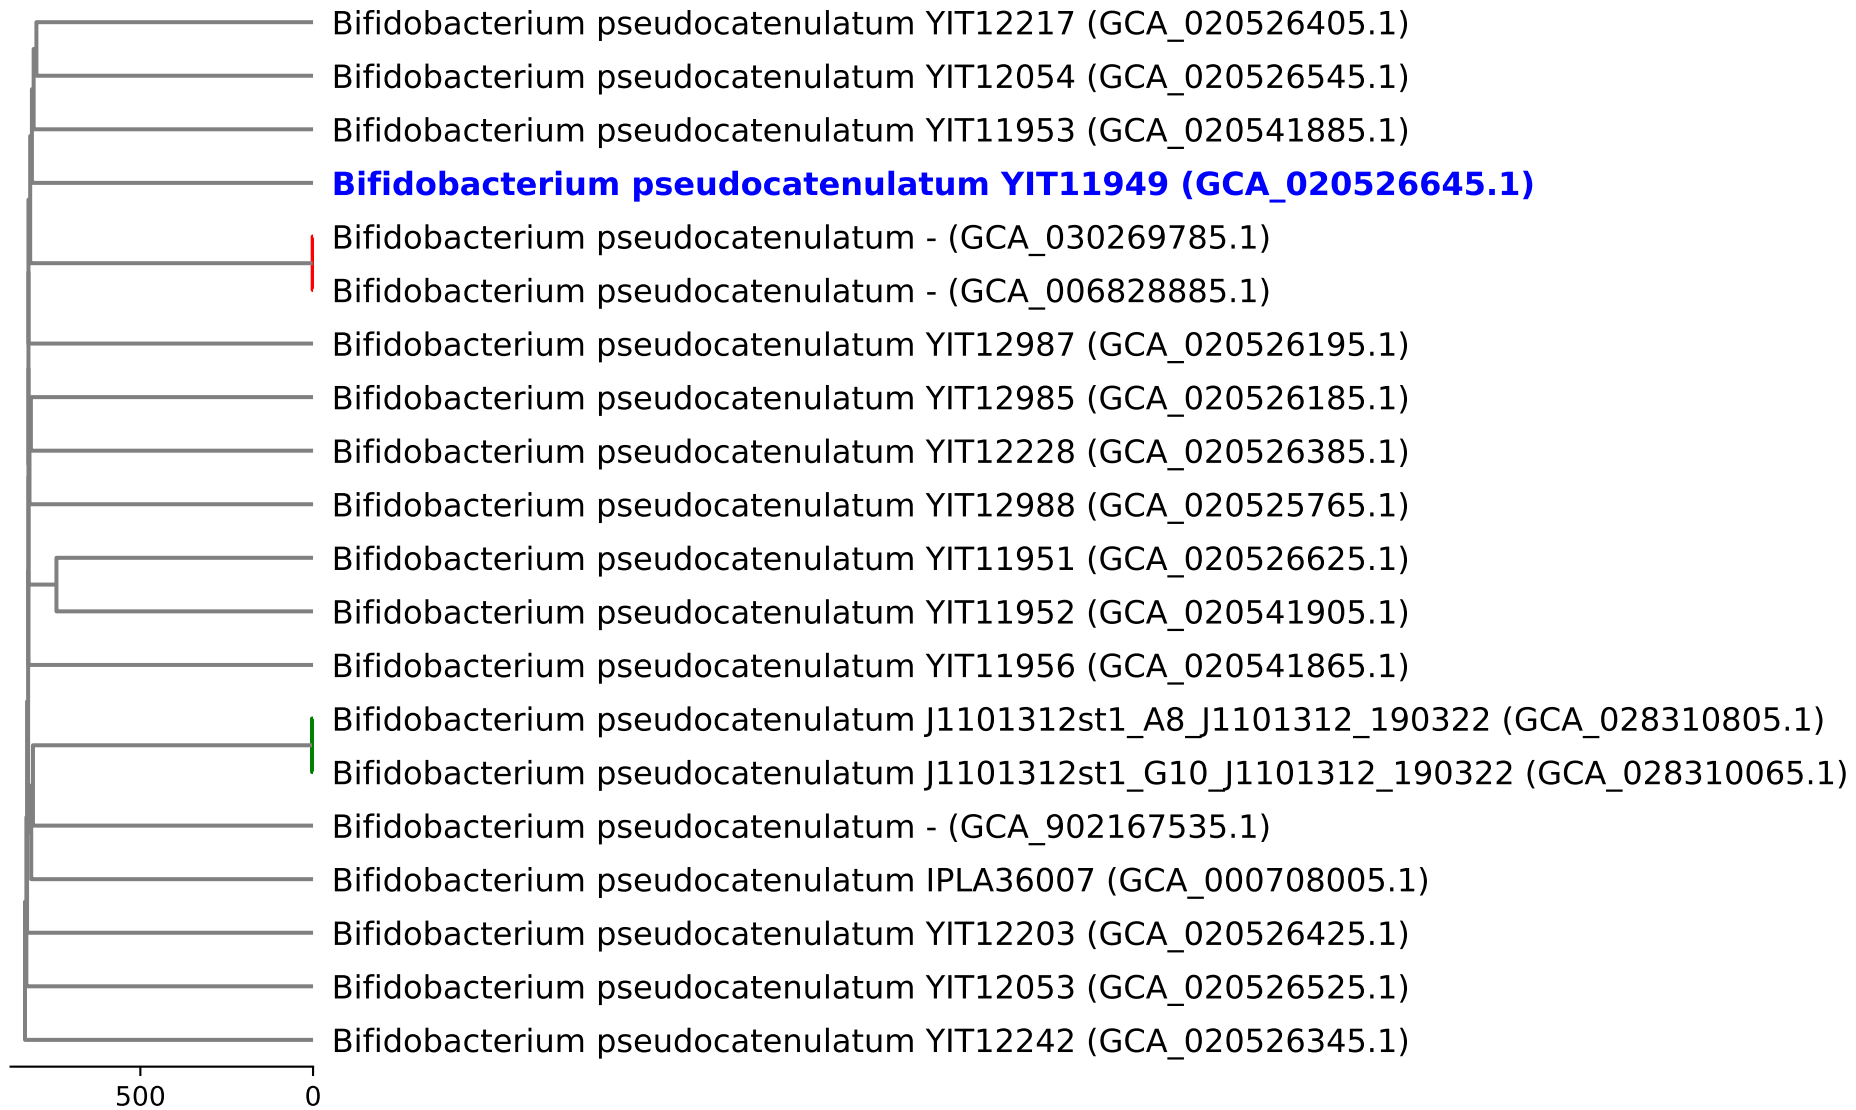 Bifidobacterium pseudocatenulatum YIT12217 (GCA_020526405.1)
Bifidobacterium pseudocatenulatum YIT12054 (GCA_020526545.1)
Bifidobacterium pseudocatenulatum YIT11953 (GCA_020541885.1)
Bifidobacterium pseudocatenulatum YIT11949 (GCA_020526645.1)
Bifidobacterium pseudocatenulatum - (GCA_030269785.1)
Bifidobacterium pseudocatenulatum - (GCA_006828885.1)
Bifidobacterium pseudocatenulatum YIT12987 (GCA_020526195.1)
Bifidobacterium pseudocatenulatum YIT12985 (GCA_020526185.1)
Bifidobacterium pseudocatenulatum YIT12228 (GCA_020526385.1)
Bifidobacterium pseudocatenulatum YIT12988 (GCA_020525765.1)
Bifidobacterium pseudocatenulatum YIT11951 (GCA_020526625.1)
Bifidobacterium pseudocatenulatum YIT11952 (GCA_020541905.1)
Bifidobacterium pseudocatenulatum YIT11956 (GCA_020541865.1)
Bifidobacterium pseudocatenulatum J1101312st1_A8_J1101312_190322 (GCA_028310805.1)
Bifidobacterium pseudocatenulatum J1101312st1_G10_J1101312_190322 (GCA_028310065.1)
Bifidobacterium pseudocatenulatum - (GCA_902167535.1)
Bifidobacterium pseudocatenulatum IPLA36007 (GCA_000708005.1)
Bifidobacterium pseudocatenulatum YIT12203 (GCA_020526425.1)
Bifidobacterium pseudocatenulatum YIT12053 (GCA_020526525.1)
Bifidobacterium pseudocatenulatum YIT12242 (GCA_020526345.1)
500 0